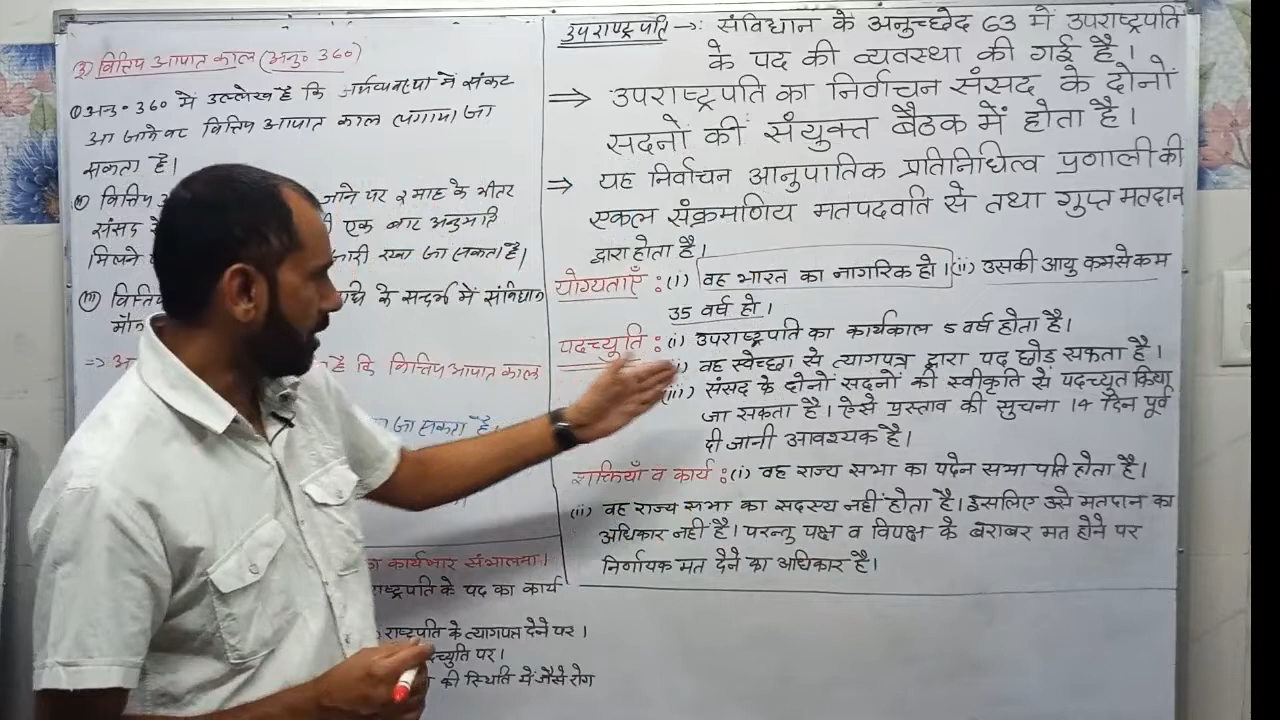 3) वित्तिय आपात काल (अनु० 360)
अनु० 360 में उल्लेख है कि अर्थव्यवस्था में संकट
आ जाने पर वित्तिय आपात काल लगाया जा
सकता है।
(ii) वित्तिय जाने पर २ माह के भीतर
संसद एक बार अनुमति
मिलने जारी रखा जा सकता है।
(iii) के सन्दर्भ में संविधान
मौन
⇒ है कि वित्तिय आपात काल
जा सकता है।
कार्यभार संभालना।
राष्ट्रपति के पद का कार्य
राष्ट्रपति के त्यागपत्र देने पर।
पर।
की स्थिति में जैसे रोग
उपराष्ट्रपति →: संविधान के अनुच्छेद 63 में उपराष्ट्रपति
के पद की व्यवस्था की गई है।
⇒ उपराष्ट्रपति का निर्वाचन संसद के दोनों
सदनों की संयुक्त बैठक में होता है।
⇒ यह निर्वाचन आनुपातिक प्रतिनिधित्व प्रणाली की
एकल संक्रमणिय मतपदवति से तथा गुप्त मतदान
द्वारा होता है।
योग्यताएँ : (i) वह भारत का नागरिक हो। (ii) उसकी आयु कमसेकम
35 वर्ष हो।
पदच्युति : (i) उपराष्ट्रपति का कार्यकाल 5 वर्ष होता है।
वह स्वेच्छा से त्यागपत्र द्वारा पद छोड़ सकता है।
संसद के दोनों सदनों की स्वीकृति से पदच्युत किया
जा सकता है। ऐसे प्रस्ताव की सुचना 14 दिन पूर्व
दी जानी आवश्यक है।
शक्तियाँ व कार्य : (i) वह राज्य सभा का पदेन सभापति होता है।
(ii) वह राज्य सभा का सदस्य नहीं होता है। इसलिए उसे मतदान का
अधिकार नहीं है। परन्तु पक्ष व विपक्ष के बराबर मत होने पर
निर्णायक मत देने का अधिकार है।